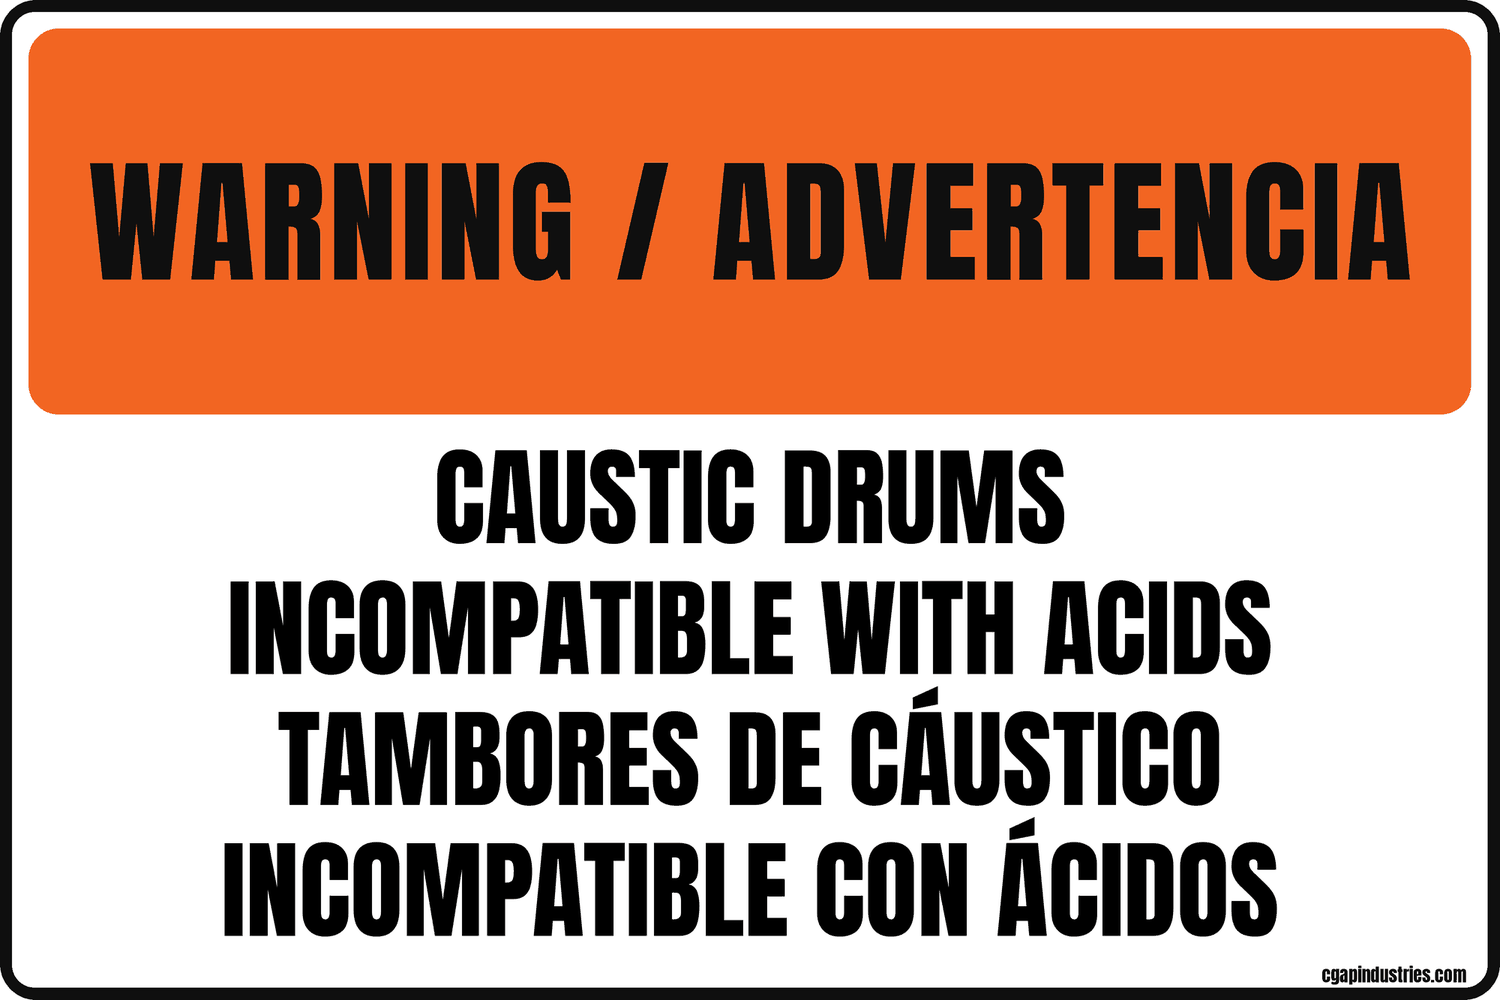 WARNING / ADVERTENCIA
CAUSTIC DRUMS
INCOMPATIBLE WITH ACIDS
TAMBORES DE CÁUSTICO
INCOMPATIBLE CON ÁCIDOS
cgapindustries.com